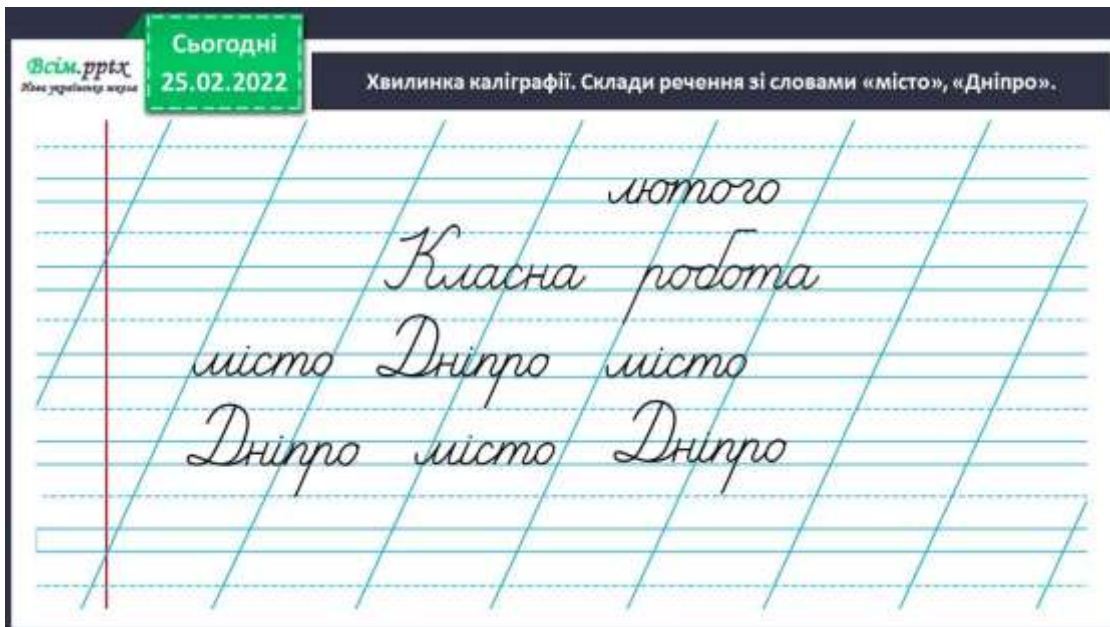 Сьогодні
25.02.2022
Всім.pptx
Нова українська школа
Хвилинка каліграфії. Склади речення зі словами «місто», «Дніпро».
лютого
Класна робота
місто Дніпро місто
Дніпро місто Дніпро